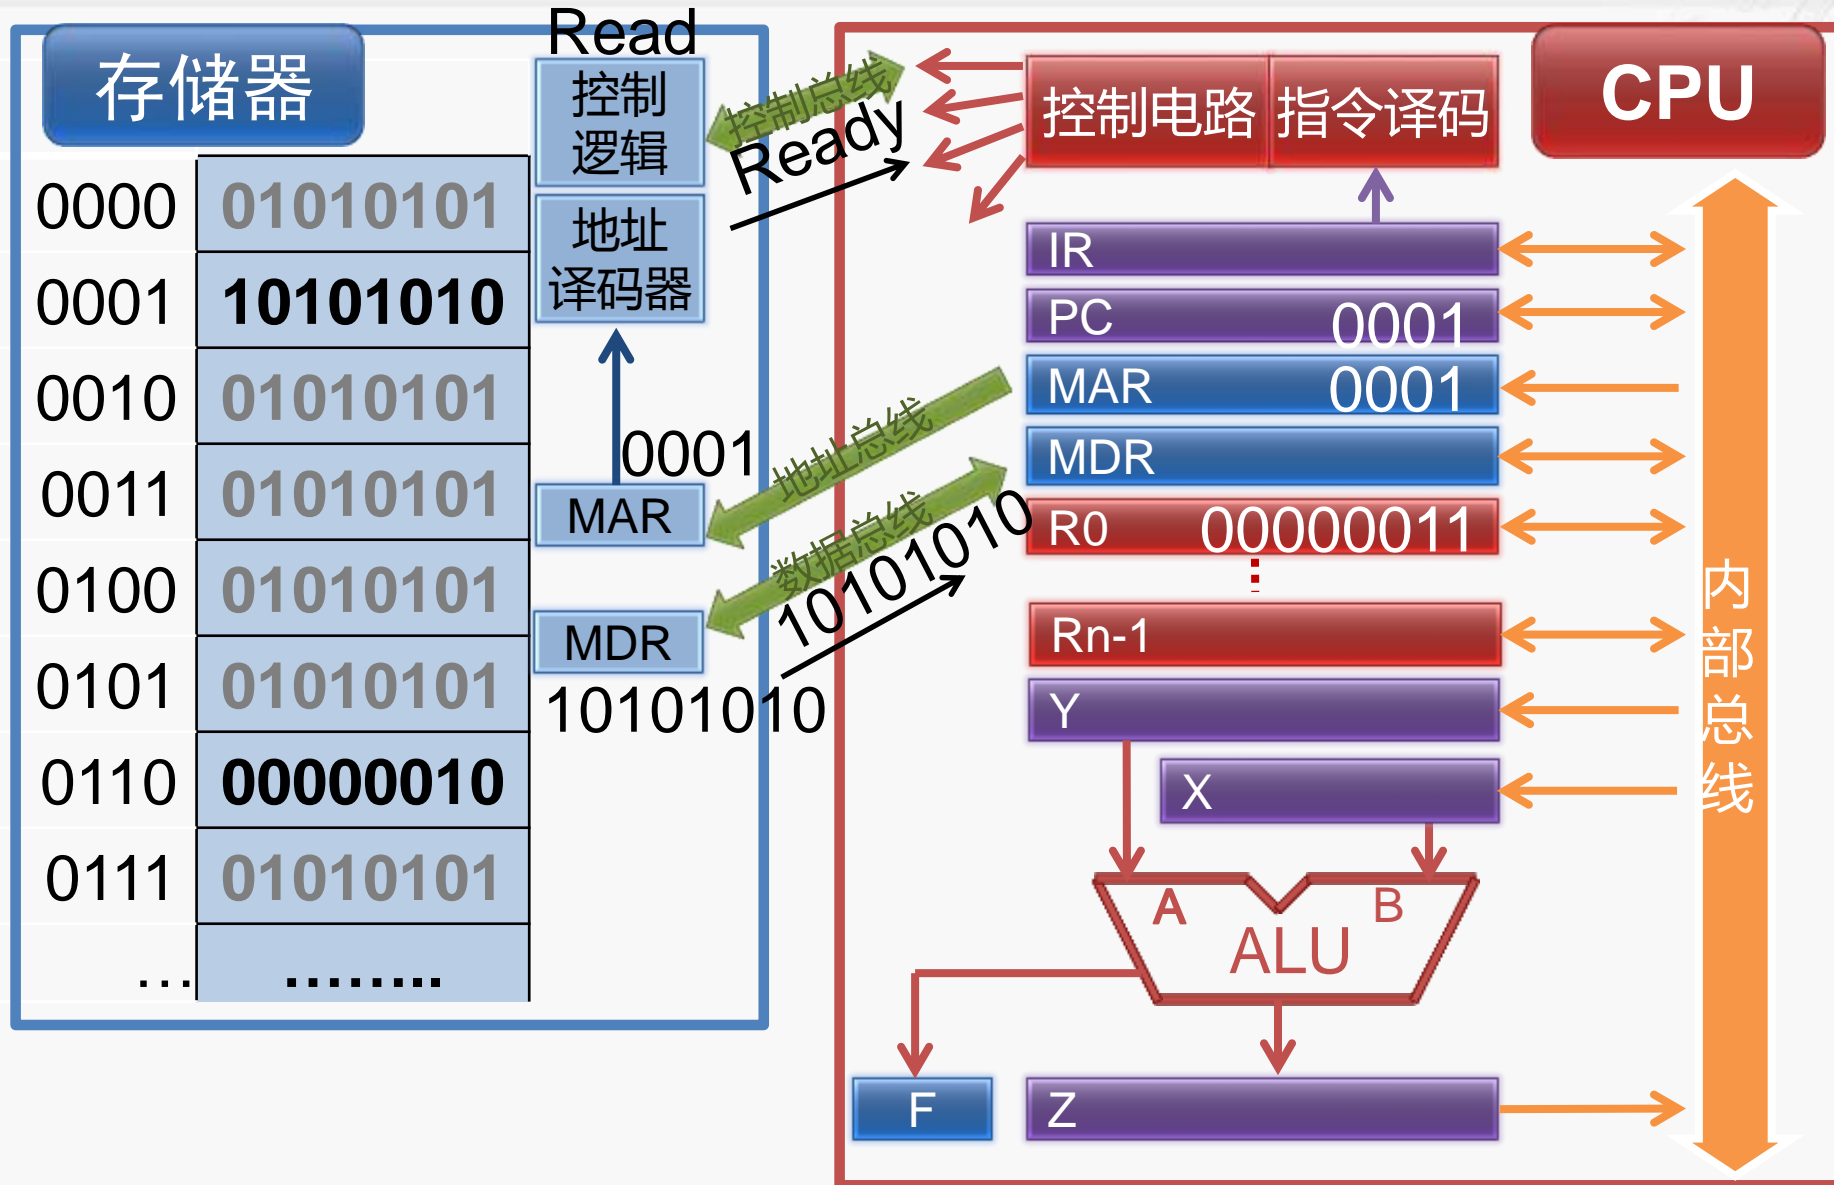 存储器
Read
控制
逻辑
地址
译码器
0000 01010101
0001 10101010
0010 01010101
0011 01010101
0100 01010101
0101 01010101
0110 00000010
0111 01010101
… ........
0001
MAR
MDR
10101010
控制总线
Ready
地址总线
数据总线
10101010
CPU
控制电路 指令译码
IR
PC 0001
MAR 0001
MDR
R0 00000011
Rn-1
Y
X
A B
ALU
F
Z
内部总线